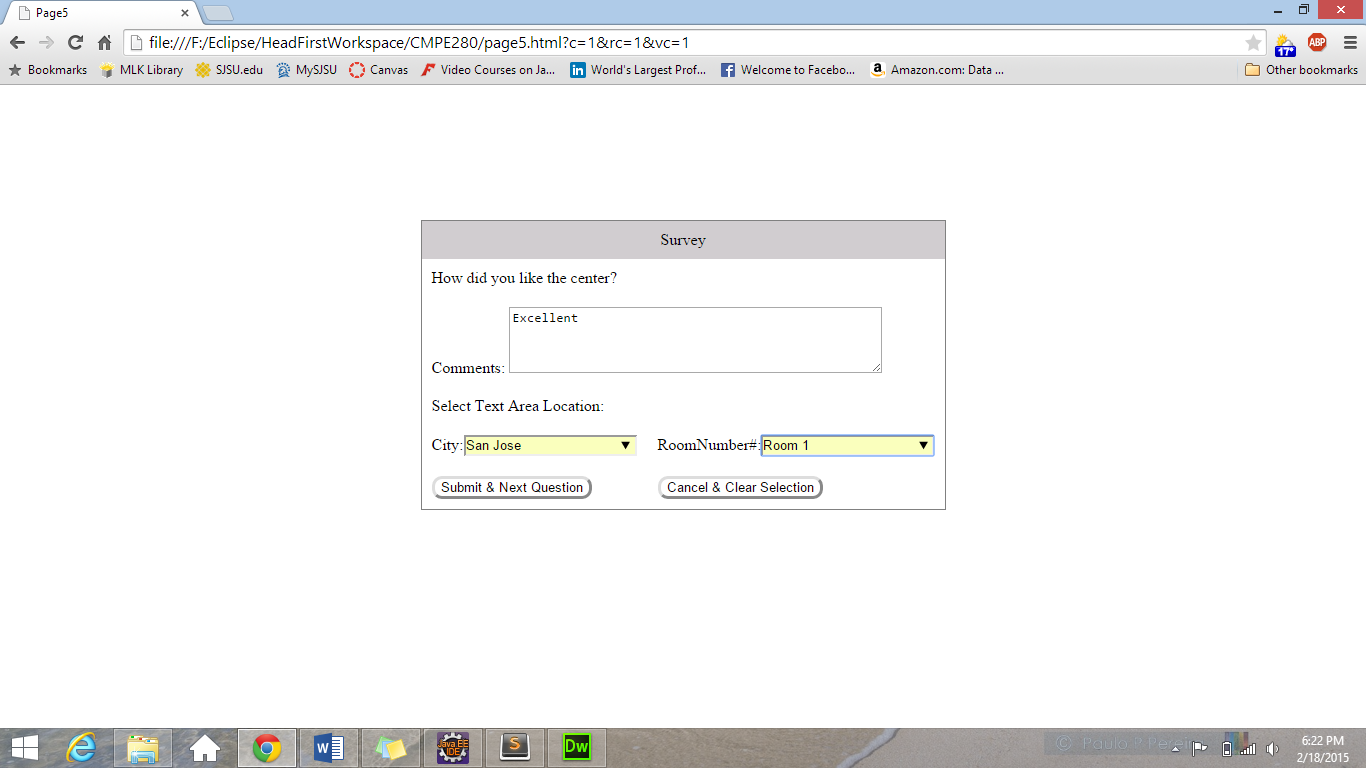 Page5
file:///F:/Eclipse/HeadFirstWorkspace/CMPE280/page5.html?c=1&rc=1&vc=1
17°
ABP
Bookmarks MLK Library SJSU.edu MySJSU Canvas Video Courses on Ja... World's Largest Prof... Welcome to Facebo... Amazon.com: Data ... Other bookmarks
Survey
How did you like the center?
Excellent
Comments:
Select Text Area Location:
City: San Jose RoomNumber#: Room 1
Submit & Next Question Cancel & Clear Selection
Java EE
IDE
S
Dw
© Paulo P Perei
6:22 PM
2/18/2015